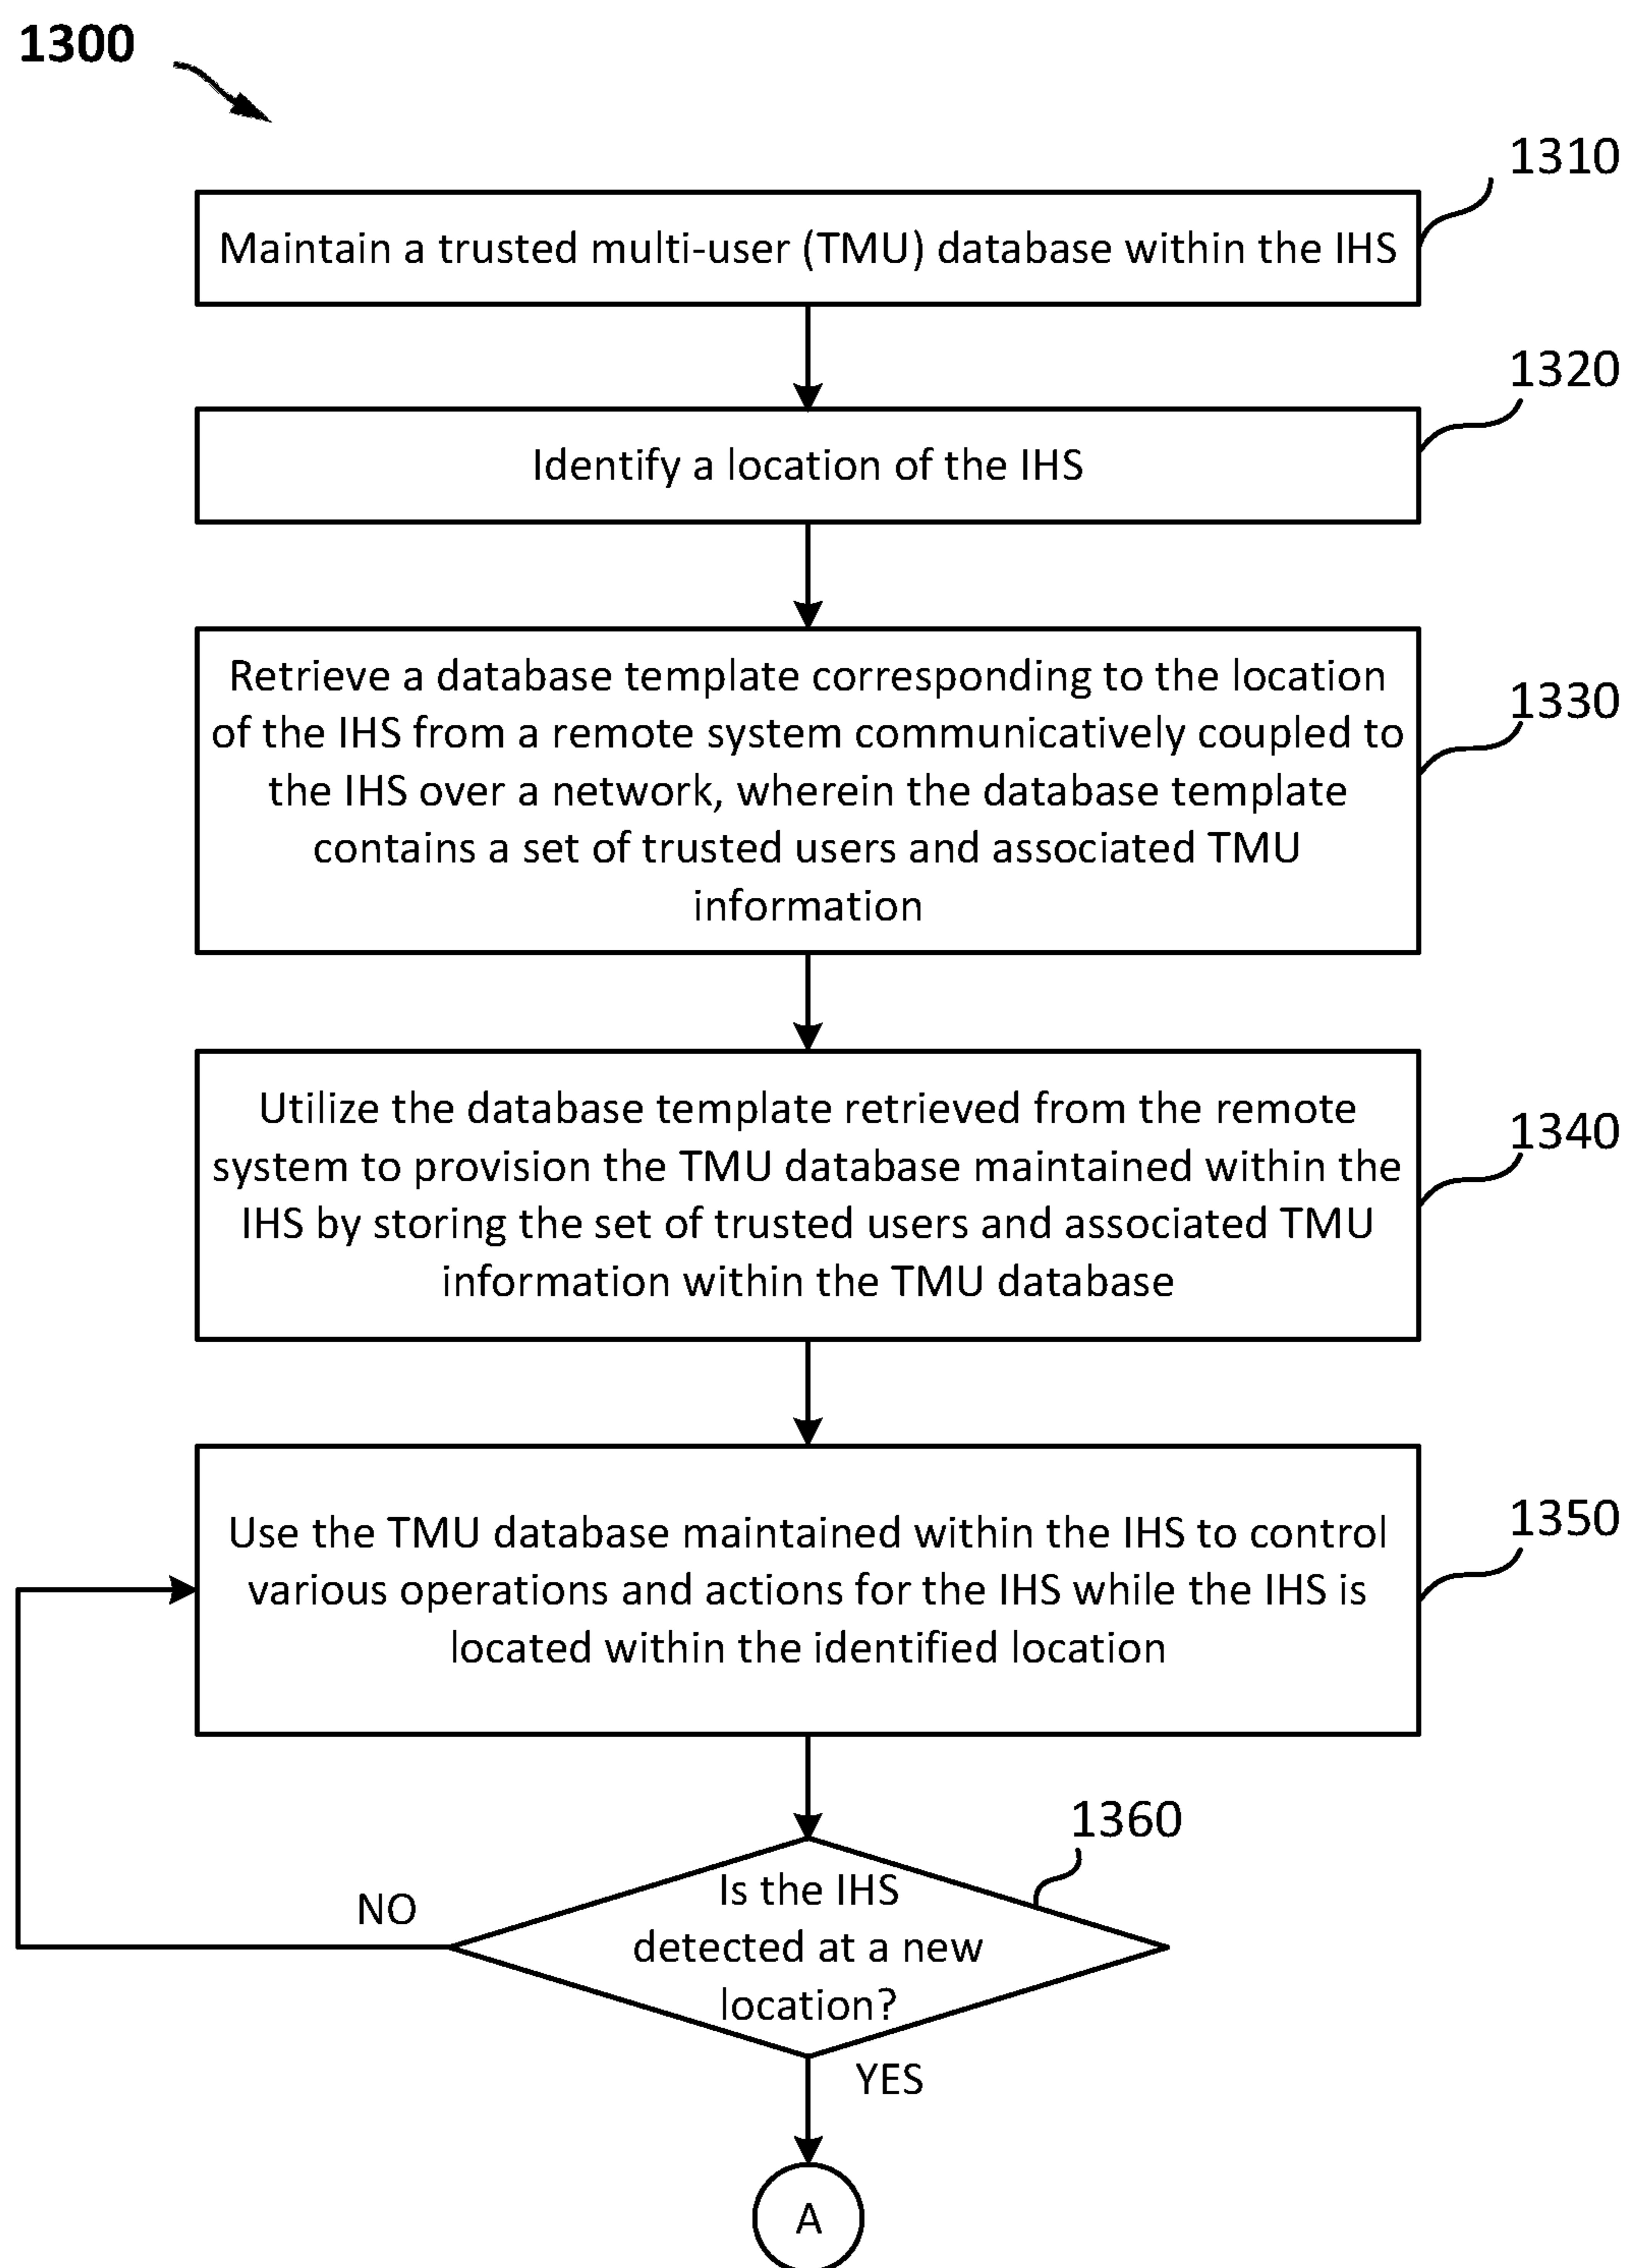 1300
1310
Maintain a trusted multi-user (TMU) database within the IHS
1320
Identify a location of the IHS
1330
Retrieve a database template corresponding to the location
of the IHS from a remote system communicatively coupled to
the IHS over a network, wherein the database template
contains a set of trusted users and associated TMU
information
1340
Utilize the database template retrieved from the remote
system to provision the TMU database maintained within the
IHS by storing the set of trusted users and associated TMU
information within the TMU database
1350
Use the TMU database maintained within the IHS to control
various operations and actions for the IHS while the IHS is
located within the identified location
1360
Is the IHS
detected at a new
location?
NO
YES
A